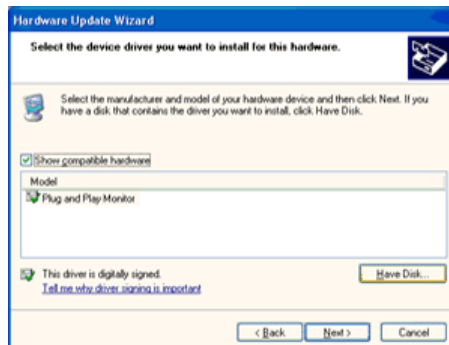 Hardware Update Wizard
Select the device driver you want to install for this hardware.
Select the manufacturer and model of your hardware device and then click Next. If you
have a disk that contains the driver you want to install, click Have Disk.
Show compatible hardware
Model
Plug and Play Monitor
This driver is digitally signed.
Have Disk...
Tell me why driver signing is important
< Back
Next >
Cancel